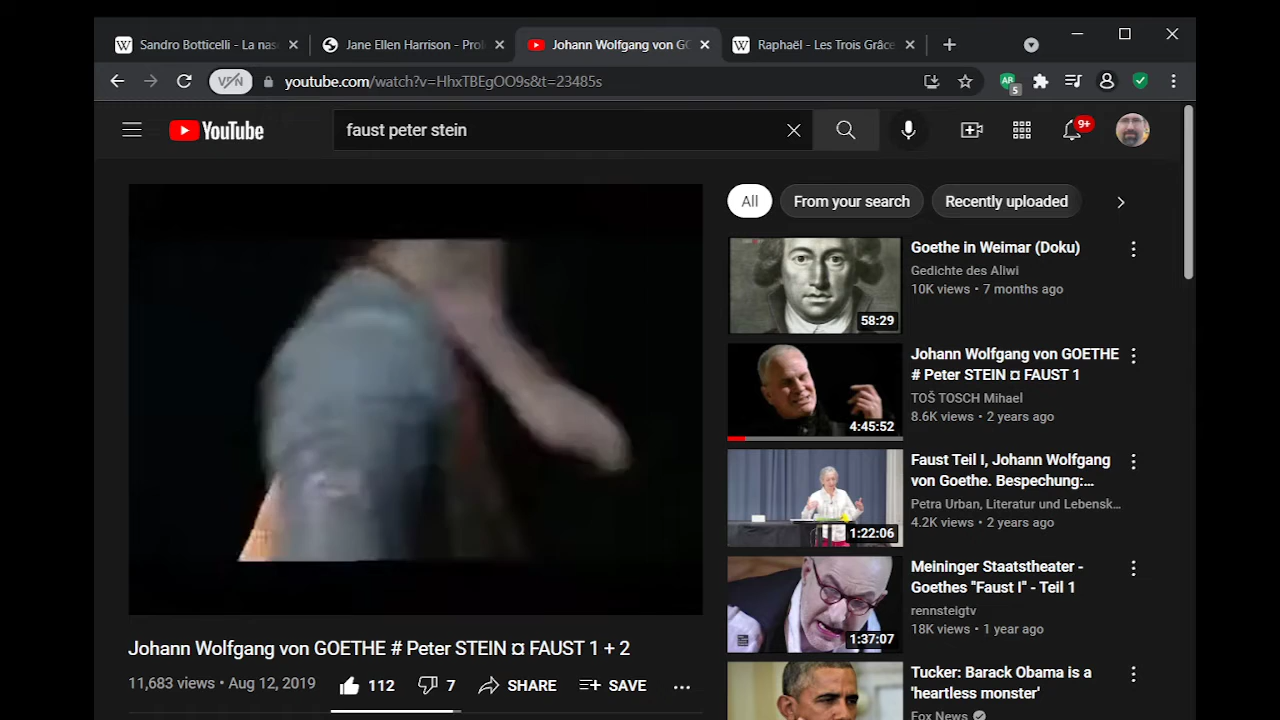 Sandro Botticelli - La nas
Jane Ellen Harrison - Prol
Johann Wolfgang von GO
Raphaël - Les Trois Grâce
VPN
youtube.com/watch?v=HhxTBEgOO9s&t=23485s
5
YouTube
faust peter stein
9+
All
From your search
Recently uploaded
Goethe in Weimar (Doku)
Gedichte des Allwi
10K views • 7 months ago
58:29
Johann Wolfgang von GOETHE
# Peter STEIN ¤ FAUST 1
TOŠ TOSCH Mihael
8.6K views • 2 years ago
4:45:52
Faust Teil I, Johann Wolfgang
von Goethe. Bespechung:...
Petra Urban, Literatur und Lebensk...
4.2K views • 2 years ago
1:22:06
Meininger Staatstheater -
Goethes "Faust I" - Teil 1
rennsteigtv
18K views • 1 year ago
1:37:07
Tucker: Barack Obama is a
'heartless monster'
Fox News
Johann Wolfgang von GOETHE # Peter STEIN ¤ FAUST 1 + 2
11,683 views • Aug 12, 2019
112
7
SHARE
SAVE